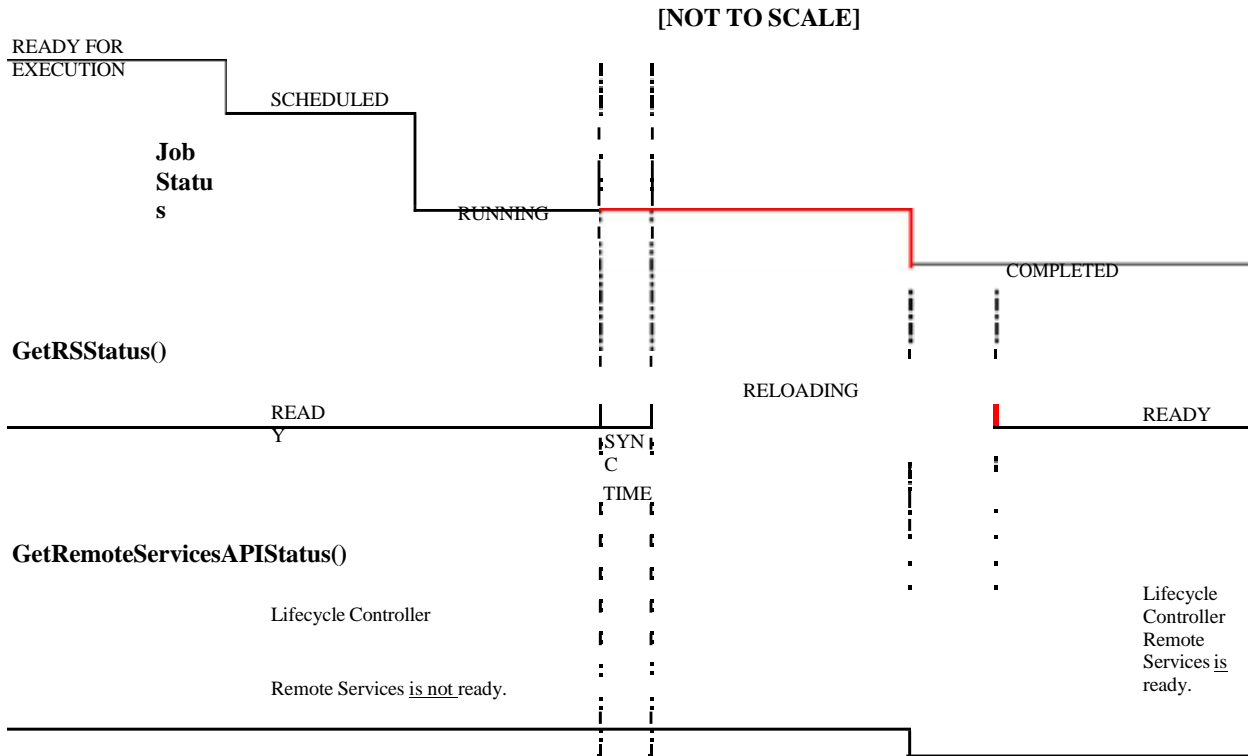 [NOT TO SCALE]
READY FOR
EXECUTION
SCHEDULED
Job
Statu
s
RUNNING
COMPLETED
GetRSStatus()
RELOADING
READ
Y
READY
SYN
C
TIME
GetRemoteServicesAPIStatus()
Lifecycle Controller
Remote Services is not ready.
Lifecycle
Controller
Remote
Services is
ready.